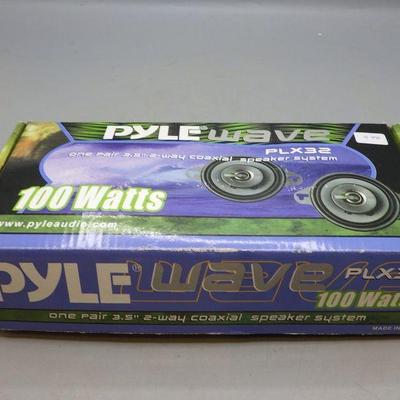 PYLE® wave
PLX32
one pair 3.5" 2-way coaxial speaker system
100 Watts
www.pyleaudio.com
PYLE® wave PLX3
100 Wat
one pair 3.5" 2-way coaxial speaker system
MADE IN